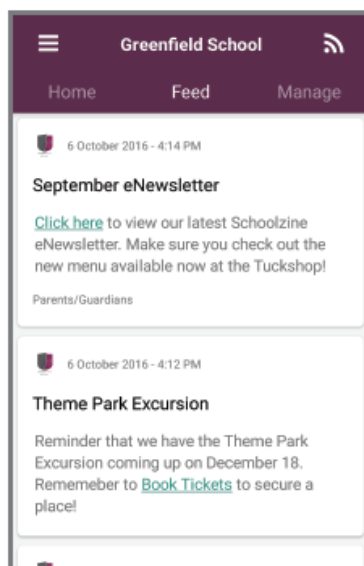 Greenfield School
Home Feed Manage
6 October 2016 - 4:14 PM
September eNewsletter
Click here to view our latest Schoolzine
eNewsletter. Make sure you check out the
new menu available now at the Tuckshop!
Parents/Guardians
6 October 2016 - 4:12 PM
Theme Park Excursion
Reminder that we have the Theme Park
Excursion coming up on December 18.
Rememeber to Book Tickets to secure a
place!